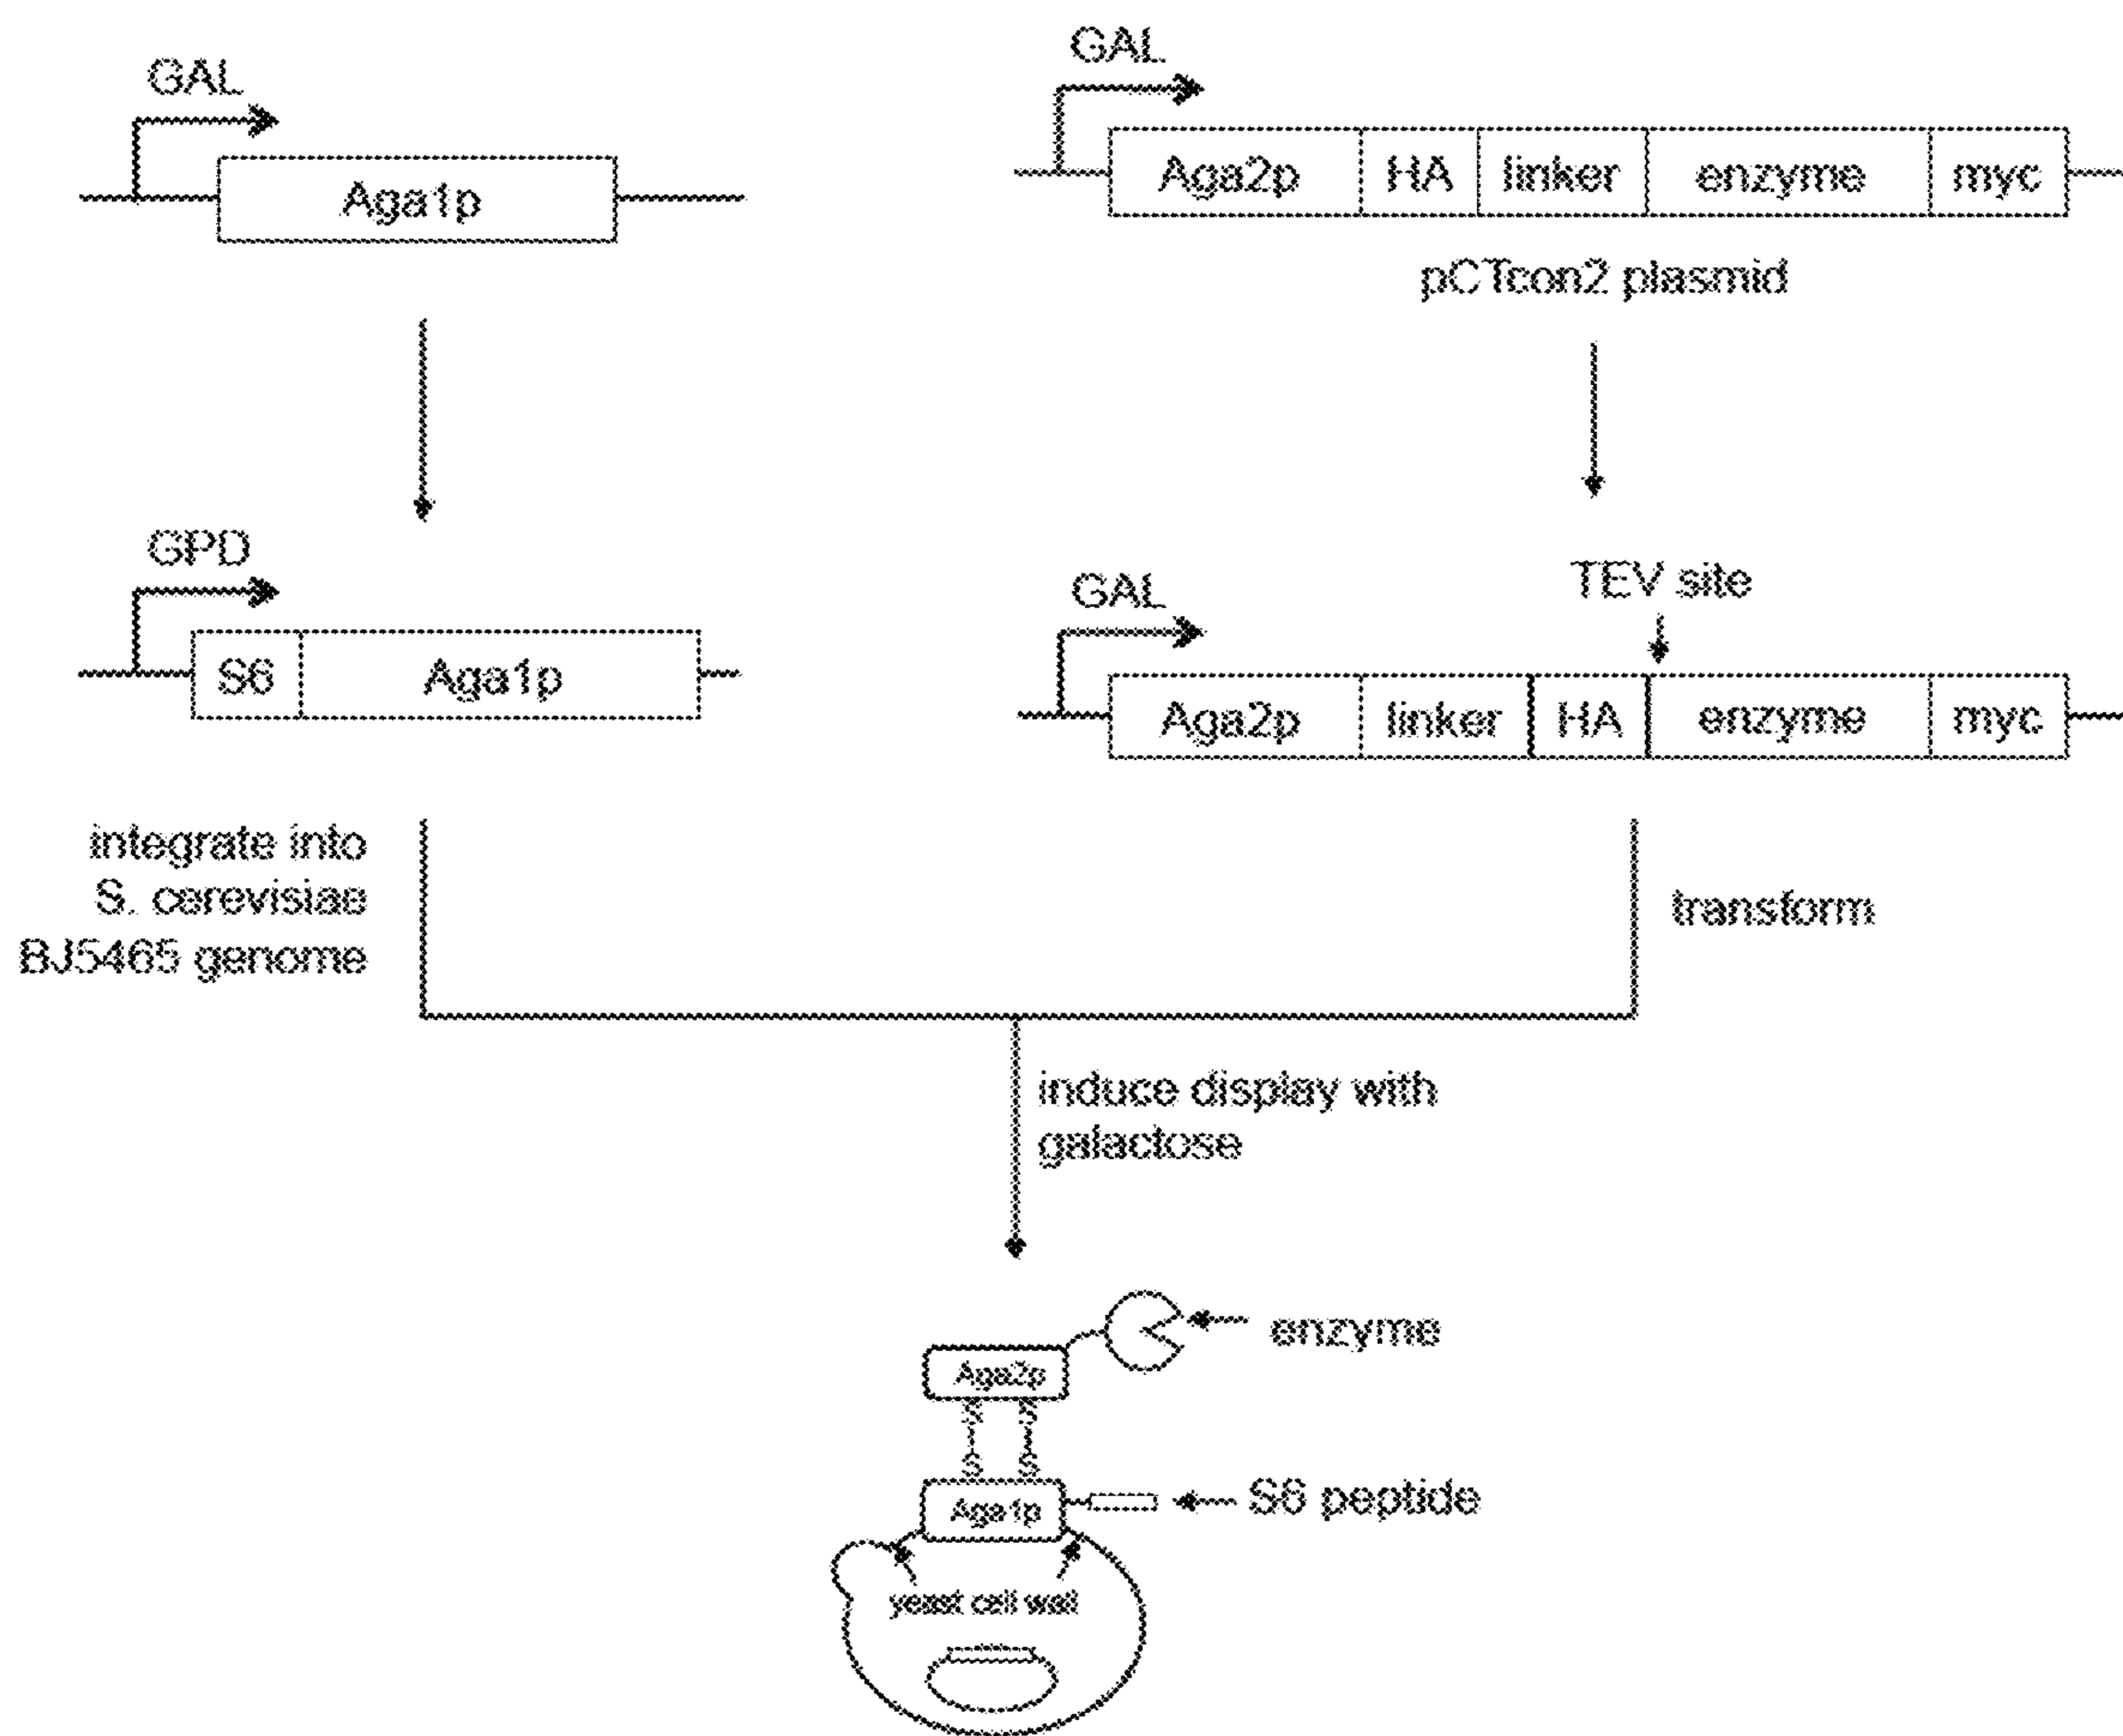 GAL
Aga1p
GAL
Aga2p HA linker enzyme myc
pCTcon2 plasmid
GPD
S6 Aga1p
GAL
TEV site
Aga2p linker HA enzyme myc
integrate into
S. cerevisiae
BJ5465 genome
transform
induce display with
galactose
enzyme
Aga2p
S S
S S
Aga1p
S6 peptide
yeast cell wall